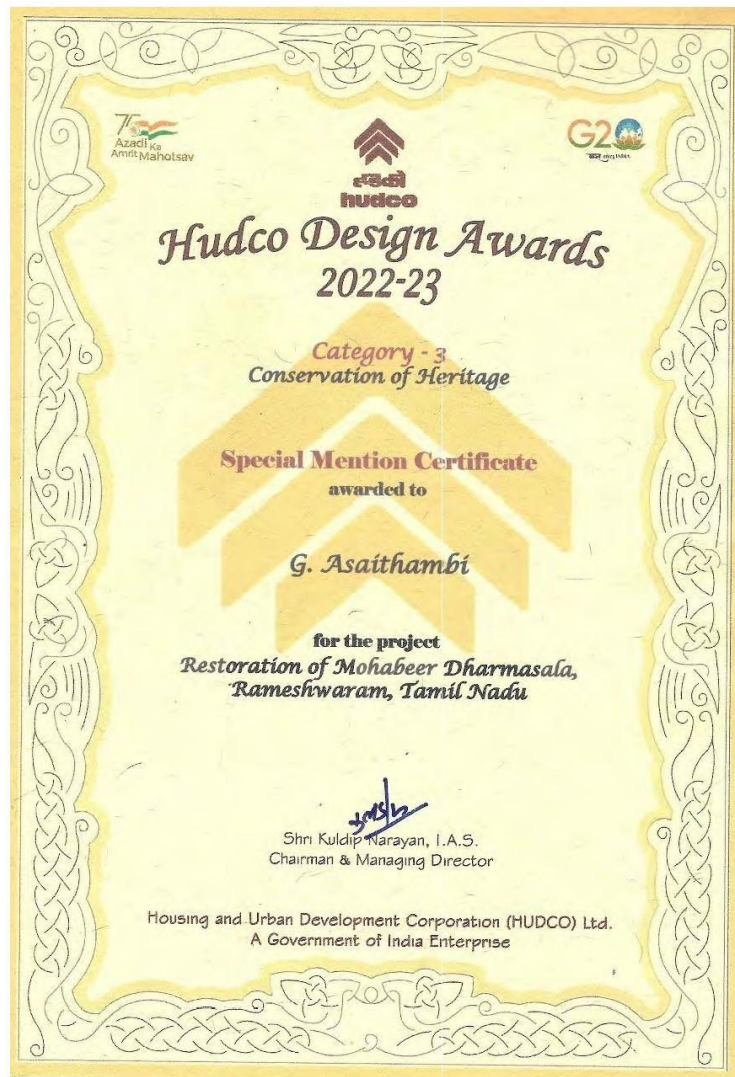 75
Azadi Ka
Amrit Mahotsav
G20
हडको
hudco
Hudco Design Awards
2022-23
Category - 3
Conservation of Heritage
Special Mention Certificate
awarded to
G. Asaithambi
for the project
Restoration of Mohabeer Dharmasala,
Rameshwaram, Tamil Nadu
Shri Kuldip Narayan, I.A.S.
Chairman & Managing Director
Housing and Urban Development Corporation (HUDCO) Ltd.
A Government of India Enterprise